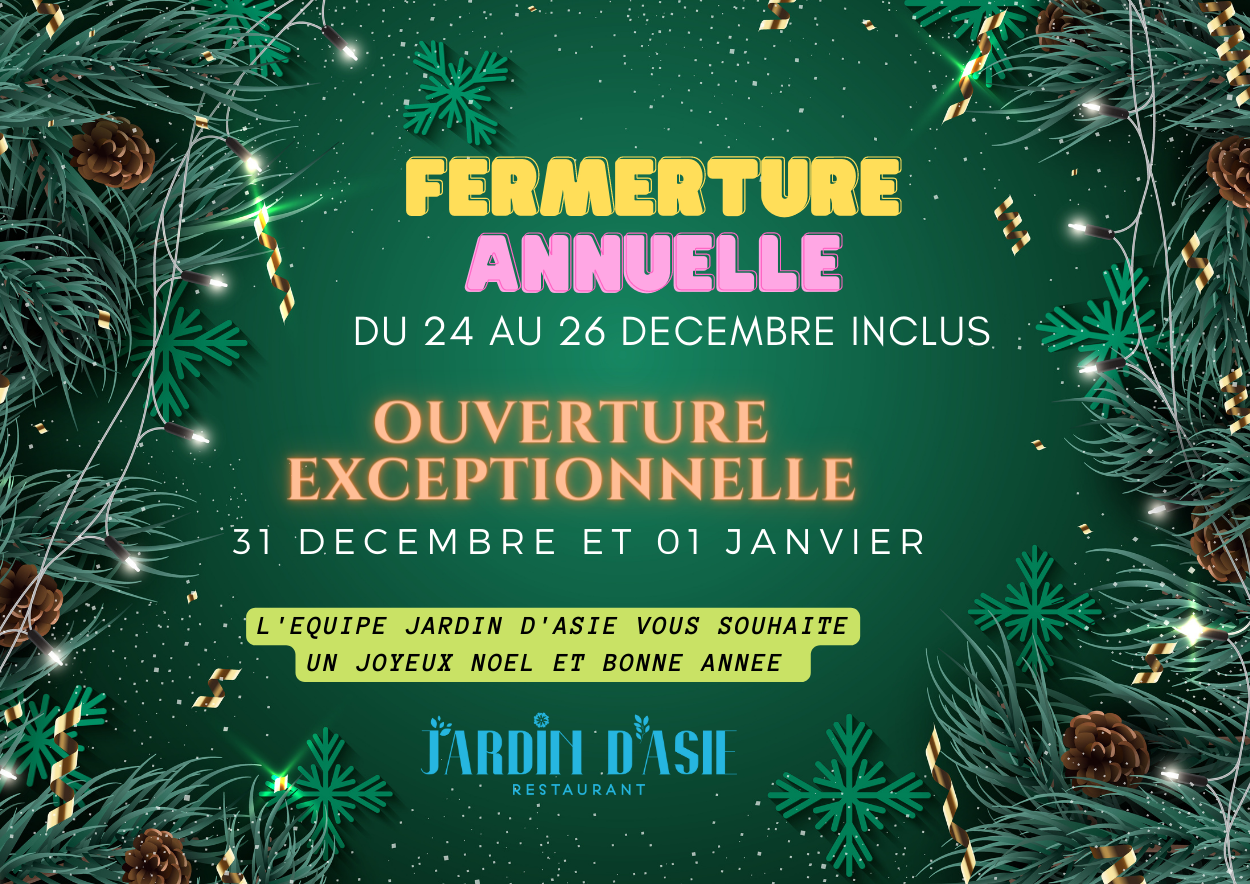 FERMERTURE
ANNUELLE
DU 24 AU 26 DECEMBRE INCLUS
OUVERTURE
EXCEPTIONNELLE
31 DECEMBRE ET 01 JANVIER
L'EQUIPE JARDIN D'ASIE VOUS SOUHAITE
UN JOYEUX NOEL ET BONNE ANNEE
JARDIN D'ASIE
RESTAURANT